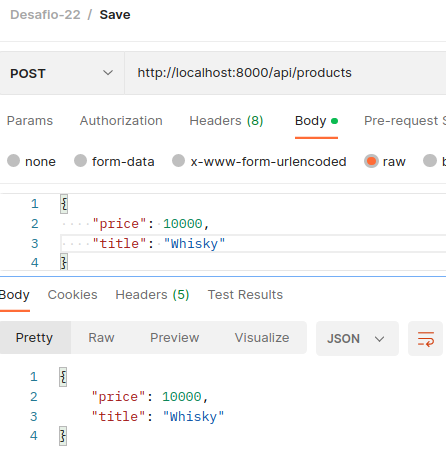 Desafio-22 / Save
POST http://localhost:8000/api/products
Params Authorization Headers (8) Body Pre-request S
none form-data x-www-form-urlencoded raw b
1 {
2 "price": 10000,
3 "title": "Whisky"
4 }
Body Cookies Headers (5) Test Results
Pretty Raw Preview Visualize JSON
1 {
2 "price": 10000,
3 "title": "Whisky"
4 }